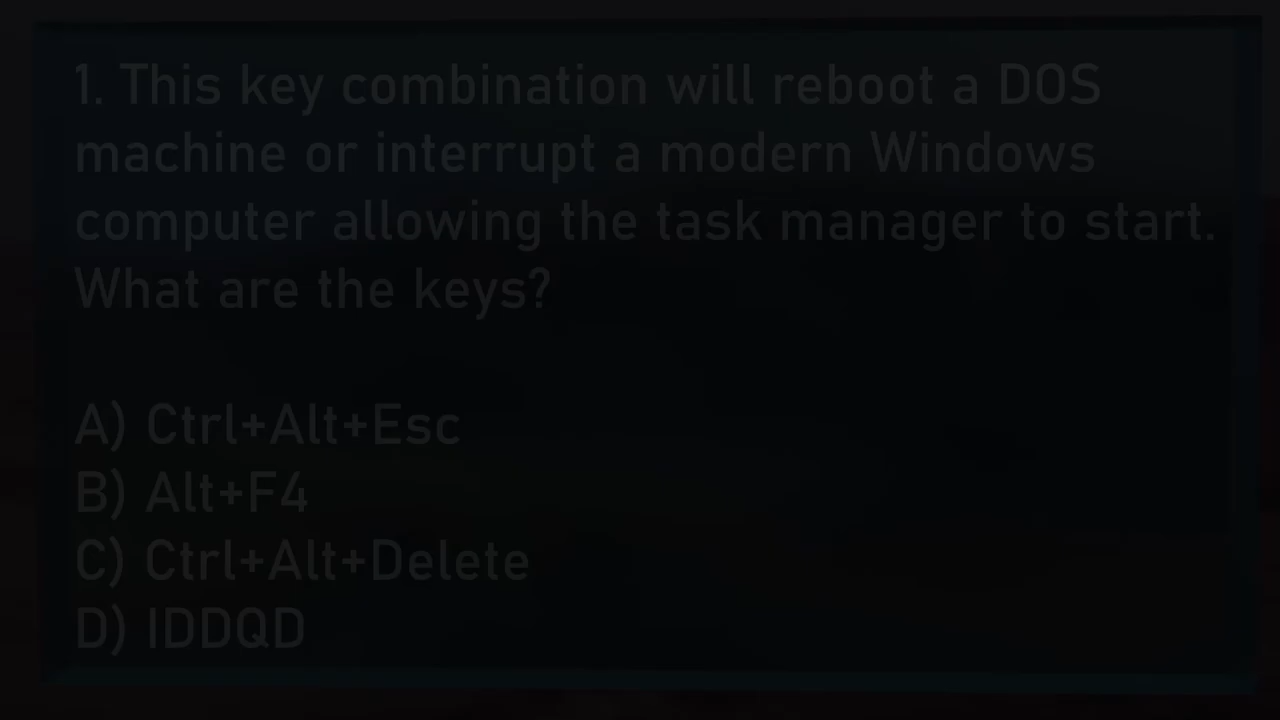 1. This key combination will reboot a DOS
machine or interrupt a modern Windows
computer allowing the task manager to start.
What are the keys?
A) Ctrl+Alt+Esc
B) Alt+F4
C) Ctrl+Alt+Delete
D) IDDQD